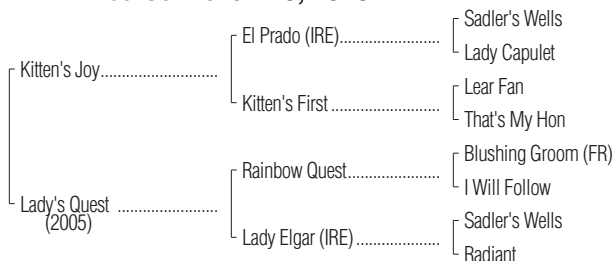 Sadler's Wells
El Prado (IRE)
Lady Capulet
Kitten's Joy
Lear Fan
Kitten's First
That's My Hon
Blushing Groom (FR)
Rainbow Quest
I Will Follow
Lady's Quest
(2005)
Sadler's Wells
Lady Elgar (IRE)
Radiant